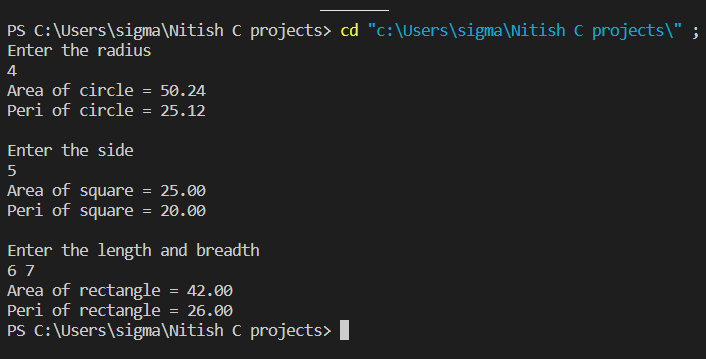 PS C:\Users\sigma\Nitish C projects> cd "c:\Users\sigma\Nitish C projects\" ;
Enter the radius
4
Area of circle = 50.24
Peri of circle = 25.12
Enter the side
5
Area of square = 25.00
Peri of square = 20.00
Enter the length and breadth
6 7
Area of rectangle = 42.00
Peri of rectangle = 26.00
PS C:\Users\sigma\Nitish C projects>